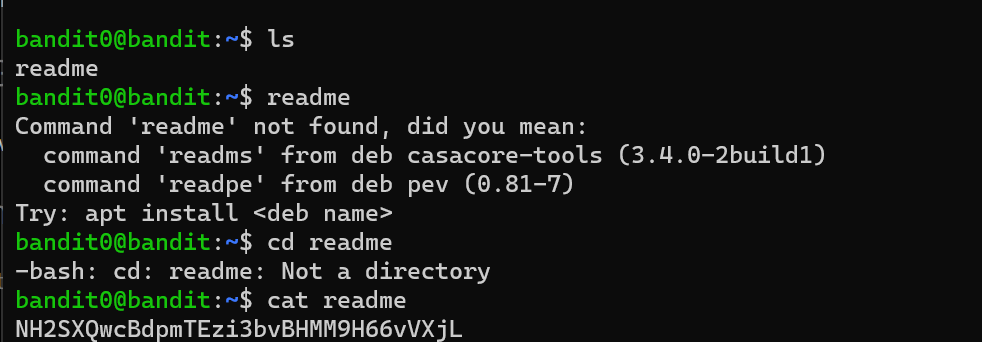 bandit0@bandit:~$ ls
readme
bandit0@bandit:~$ readme
Command 'readme' not found, did you mean:
  command 'readms' from deb casacore-tools (3.4.0-2build1)
  command 'readpe' from deb pev (0.81-7)
Try: apt install <deb name>
bandit0@bandit:~$ cd readme
-bash: cd: readme: Not a directory
bandit0@bandit:~$ cat readme
NH2SXQwcBdpmTEzi3bvBHMM9H66vVXjL